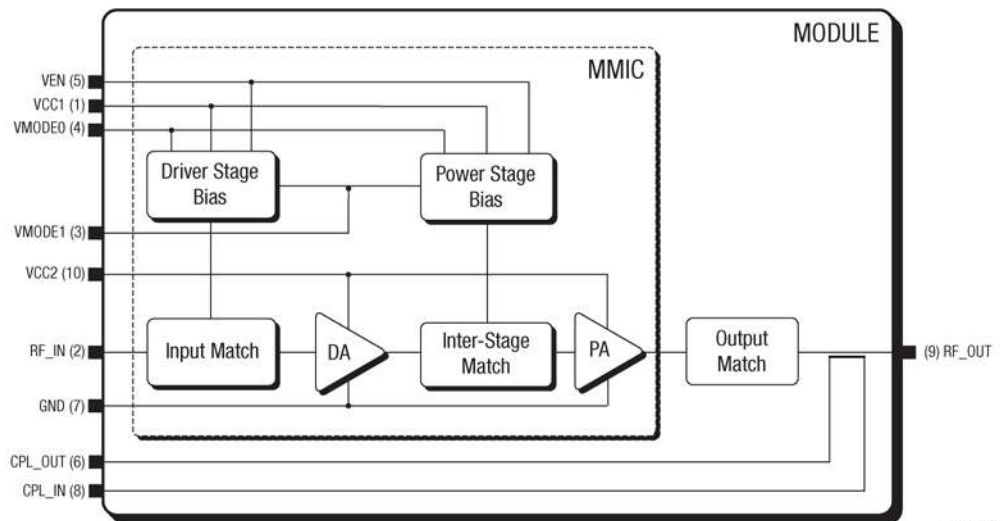 MODULE
MMIC
VEN (5)
VCC1 (1)
VMODE0 (4)
Driver Stage
Bias
Power Stage
Bias
VMODE1 (3)
VCC2 (10)
RF_IN (2)
Input Match
DA
Inter-Stage
Match
PA
Output
Match
(9) RF_OUT
GND (7)
CPL_OUT (6)
CPL_IN (8)